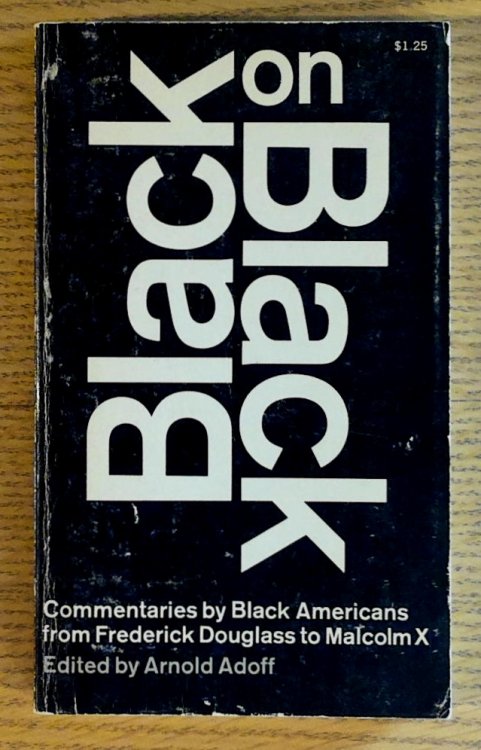 $1.25
Black
on
Black
Commentaries by Black Americans
from Frederick Douglass to Malcolm X
Edited by Arnold Adoff